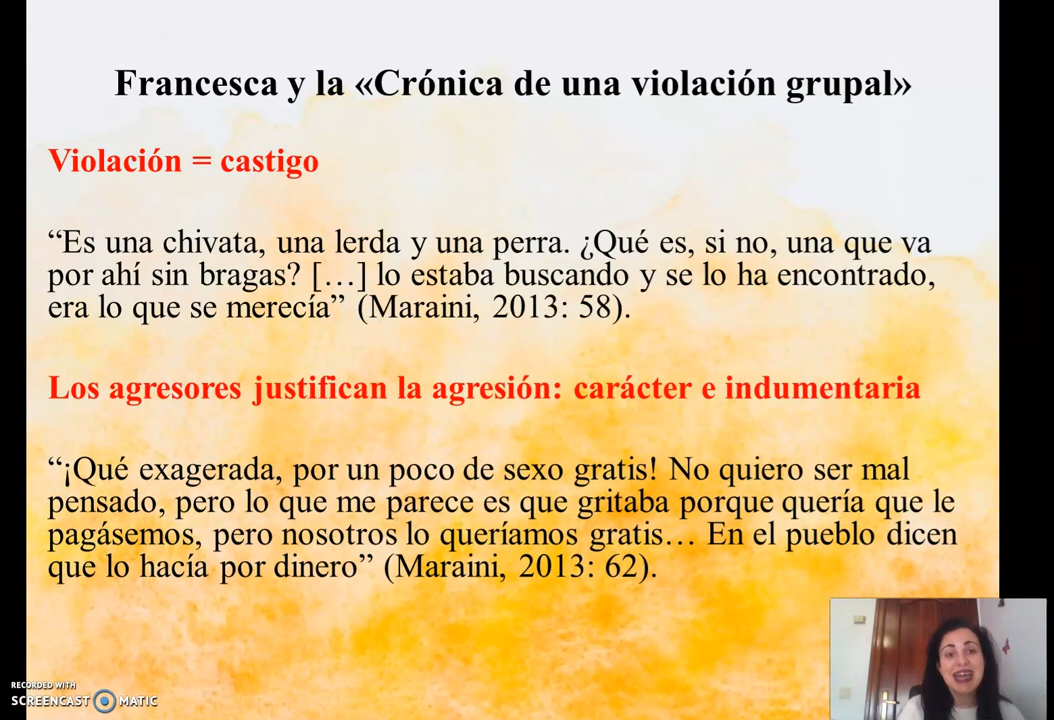 Francesca y la «Crónica de una violación grupal»
Violación = castigo
“Es una chivata, una lerda y una perra. ¿Qué es, si no, una que va
por ahí sin bragas? […] lo estaba buscando y se lo ha encontrado,
era lo que se merecía” (Maraini, 2013: 58).
Los agresores justifican la agresión: carácter e indumentaria
“¡Qué exagerada, por un poco de sexo gratis! No quiero ser mal
pensado, pero lo que me parece es que gritaba porque quería que le
pagásemos, pero nosotros lo queríamos gratis… En el pueblo dicen
que lo hacía por dinero” (Maraini, 2013: 62).
RECORDED WITH
SCREENCAST MATIC